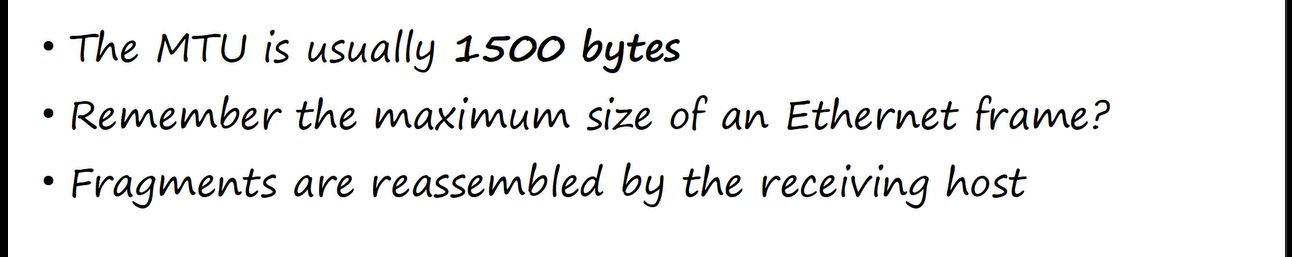 • The MTU is usually 1500 bytes
• Remember the maximum size of an Ethernet frame?
• Fragments are reassembled by the receiving host